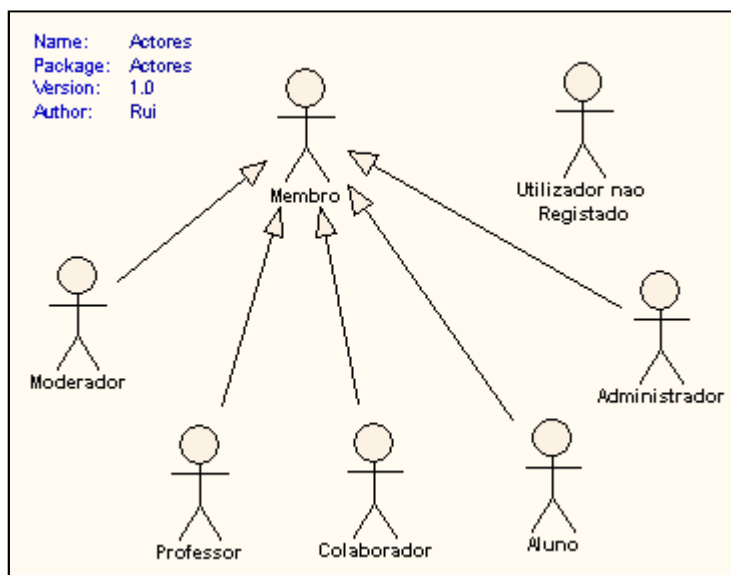 Name: Actores
Package: Actores
Version: 1.0
Author: Rui
Membro
Utilizador nao
Registado
Moderador
Administrador
Professor
Colaborador
Aluno